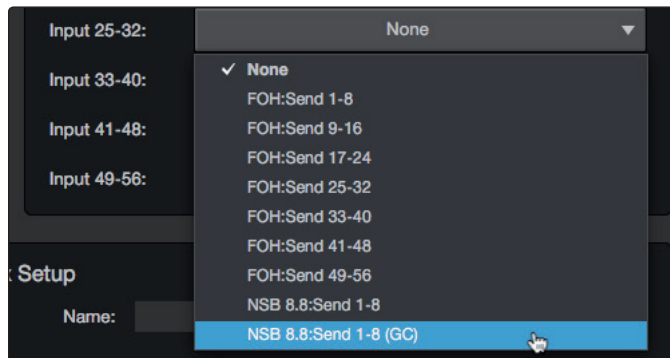 Input 25-32: None
✓ None
Input 33-40:
FOH:Send 1-8
FOH:Send 9-16
Input 41-48:
FOH:Send 17-24
Input 49-56:
FOH:Send 25-32
FOH:Send 33-40
FOH:Send 41-48
Setup
FOH:Send 49-56
NSB 8.8:Send 1-8
Name:
NSB 8.8:Send 1-8 (GC)